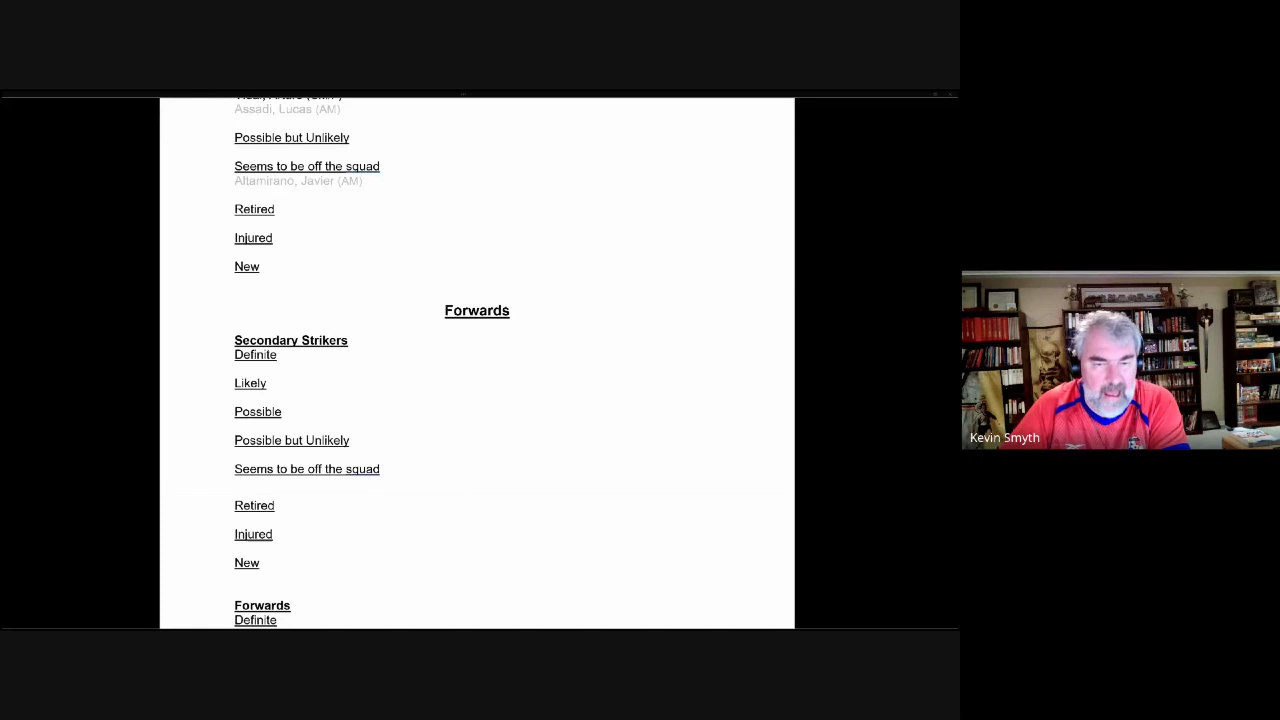 Assadi, Lucas (AM)
Possible but Unlikely
Seems to be off the squad
Altamirano, Javier (AM)
Retired
Injured
New
Forwards
Secondary Strikers
Definite
Likely
Possible
Possible but Unlikely
Seems to be off the squad
Retired
Injured
New
Forwards
Definite
Kevin Smyth